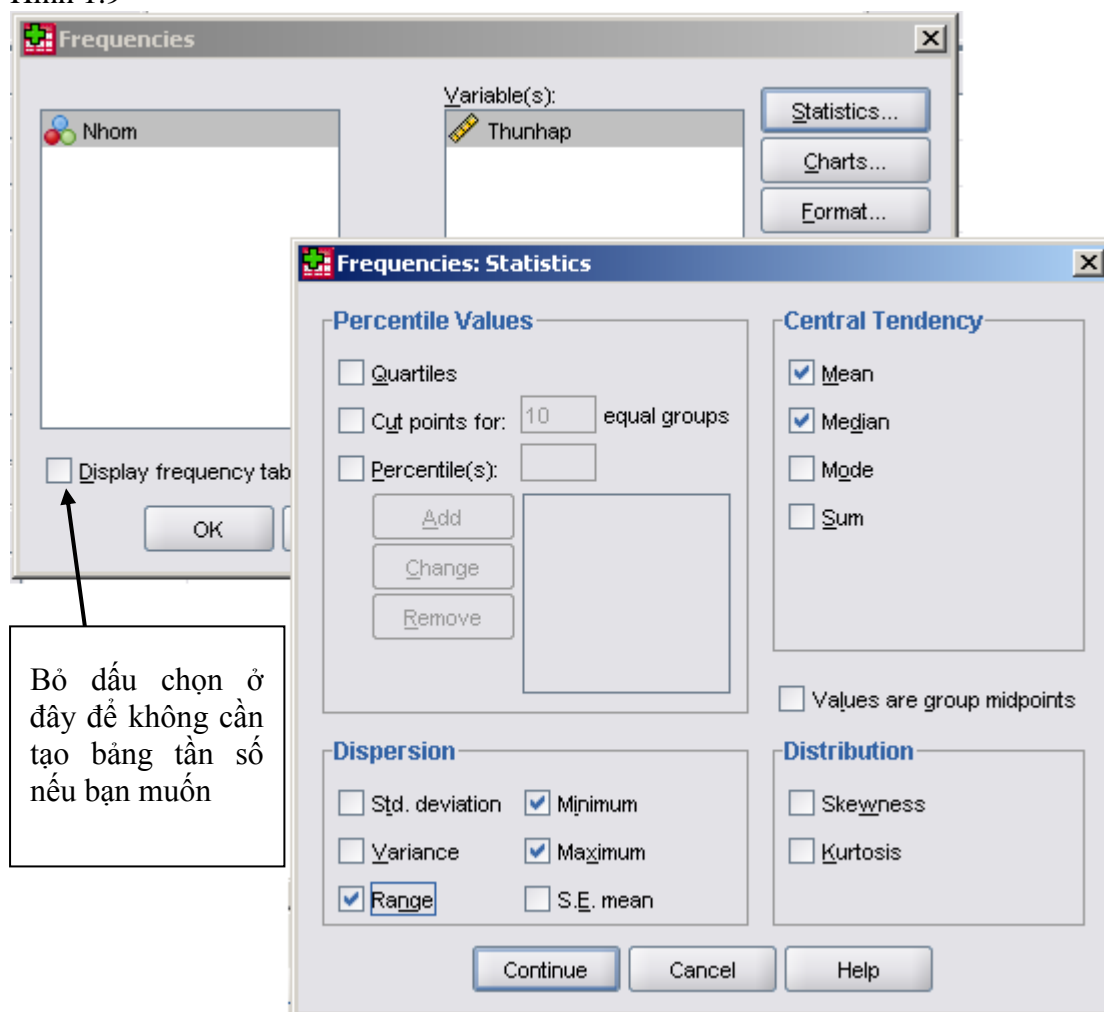 Frequencies
Variable(s):
Nhom
Thunhap
Statistics...
Charts...
Format...
Display frequency tab
OK
Frequencies: Statistics
Percentile Values
Quartiles
Cut points for: 10 equal groups
Percentile(s):
Add
Change
Remove
Central Tendency
Mean
Median
Mode
Sum
Values are group midpoints
Dispersion
Std. deviation
Minimum
Variance
Maximum
Range
S.E. mean
Distribution
Skewness
Kurtosis
Continue
Cancel
Help
Bỏ dấu chọn ở
đây để không cần
tạo bảng tần số
nếu bạn muốn